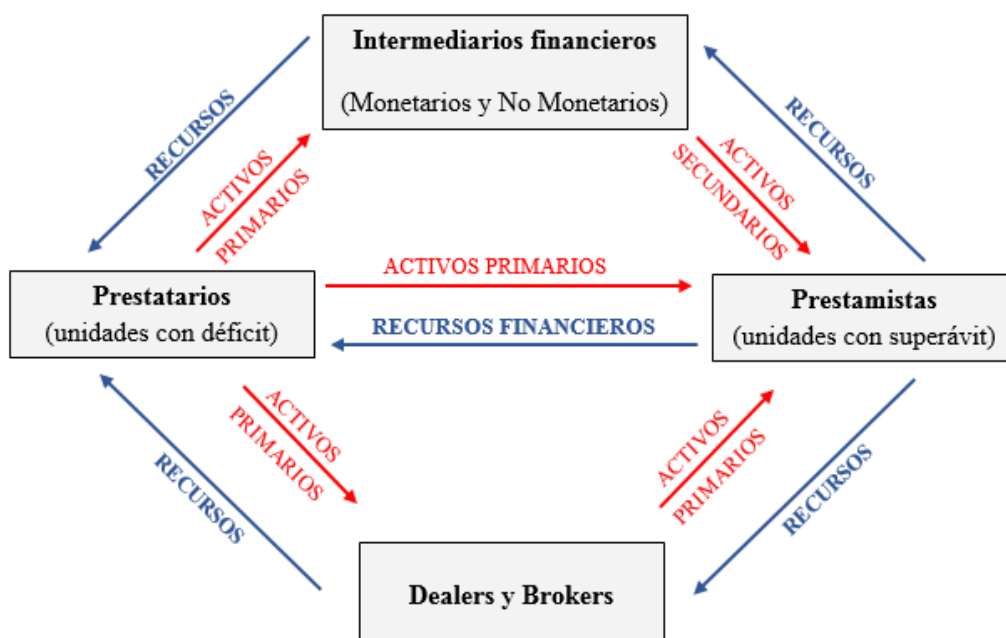 Intermediarios financieros
(Monetarios y No Monetarios)
RECURSOS
ACTIVOS
PRIMARIOS
ACTIVOS
SECUNDARIOS
RECURSOS
ACTIVOS PRIMARIOS
Prestatarios
(unidades con déficit)
RECURSOS FINANCIEROS
Prestamistas
(unidades con superávit)
RECURSOS
ACTIVOS
PRIMARIOS
ACTIVOS
PRIMARIOS
RECURSOS
Dealers y Brokers